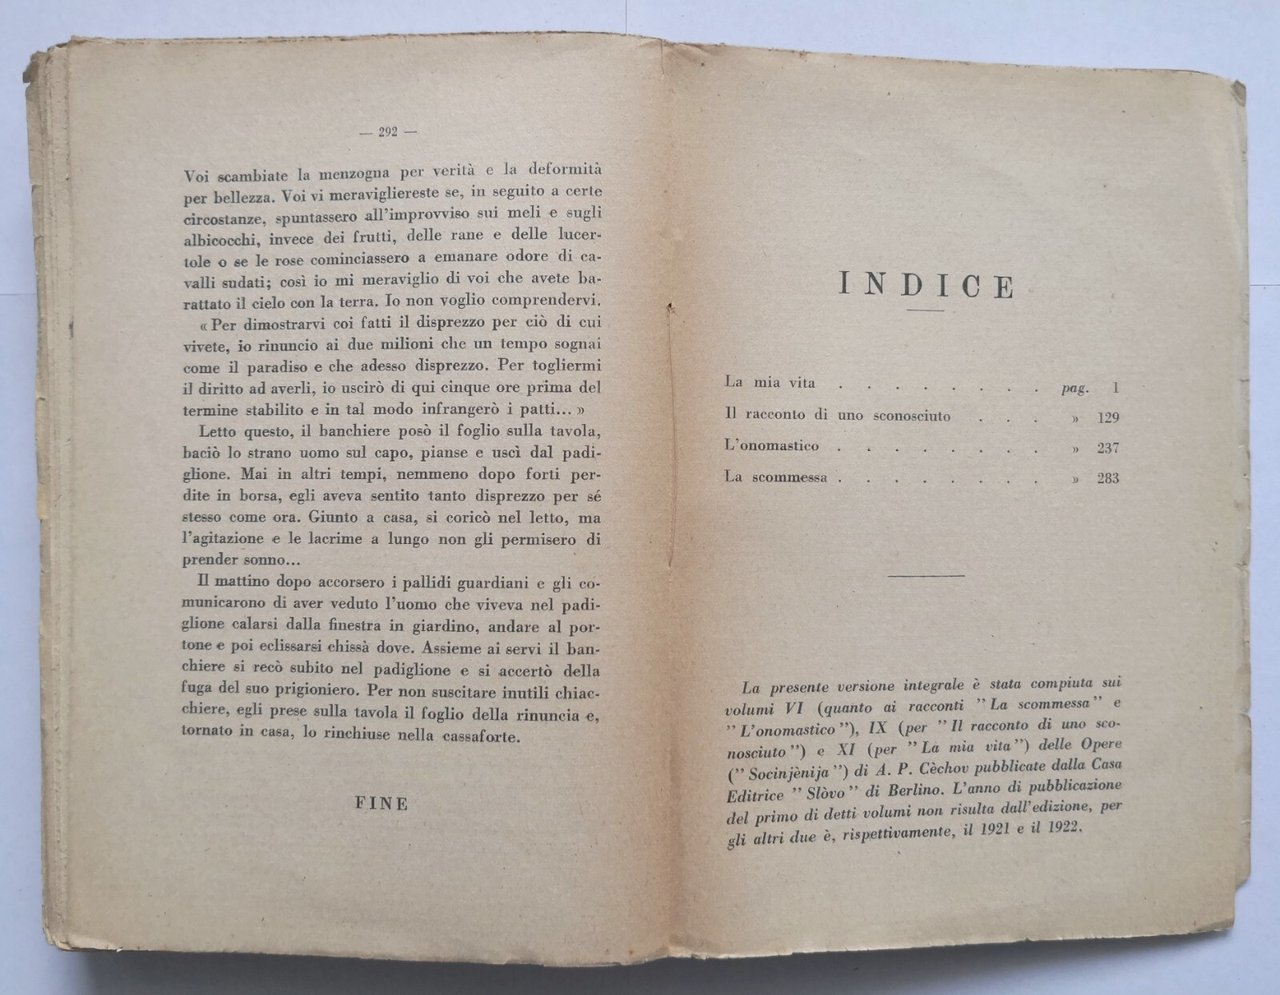 — 292 —
Voi scambiate la menzogna per verità e la deformità
per bellezza. Voi vi meravigliereste se, in seguito a certe
circostanze, spuntassero all'improvviso sui meli e sugli
albicocchi, invece dei frutti, delle rane e delle lucer-
tole o se le rose cominciassero a emanare odore di ca-
valli sudati; così io mi meraviglio di voi che avete ba-
rattato il cielo con la terra. Io non voglio comprendervi.
« Per dimostrarvi coi fatti il disprezzo per ciò di cui
vivete, io rinuncio ai due milioni che un tempo sognai
come il paradiso e che adesso disprezzo. Per togliermi
il diritto ad averli, io uscirò di qui cinque ore prima del
termine stabilito e in tal modo infrangerò i patti... »
Letto questo, il banchiere posò il foglio sulla tavola,
baciò lo strano uomo sul capo, pianse e uscì dal padi-
glione. Mai in altri tempi, nemmeno dopo forti per-
dite in borsa, egli aveva sentito tanto disprezzo per sé
stesso come ora. Giunto a casa, si coricò nel letto, ma
l'agitazione e le lacrime a lungo non gli permisero di
prender sonno...
Il mattino dopo accorsero i pallidi guardiani e gli co-
municarono di aver veduto l'uomo che viveva nel padi-
glione calarsi dalla finestra in giardino, andare al por-
tone e poi eclissarsi chissà dove. Assieme ai servi il ban-
chiere si recò subito nel padiglione e si accertò della
fuga del suo prigioniero. Per non suscitare inutili chiac-
chiere, egli prese sulla tavola il foglio della rinuncia e,
tornato in casa, lo rinchiuse nella cassaforte.
FINE
INDICE
La mia vita . . . . . . . . pag. 1
Il racconto di uno sconosciuto . . . » 129
L'onomastico . . . . . . . . » 237
La scommessa . . . . . . . . » 283
La presente versione integrale è stata compiuta sui
volumi VI (quanto ai racconti "La scommessa" e
"L'onomastico"), IX (per "Il racconto di uno sco-
nosciuto") e XI (per "La mia vita") delle Opere
("Socinjènija") di A. P. Cèchov pubblicate dalla Casa
Editrice "Slòvo" di Berlino. L'anno di pubblicazione
del primo di detti volumi non risulta dall'edizione, per
gli altri due è, rispettivamente, il 1921 e il 1922.